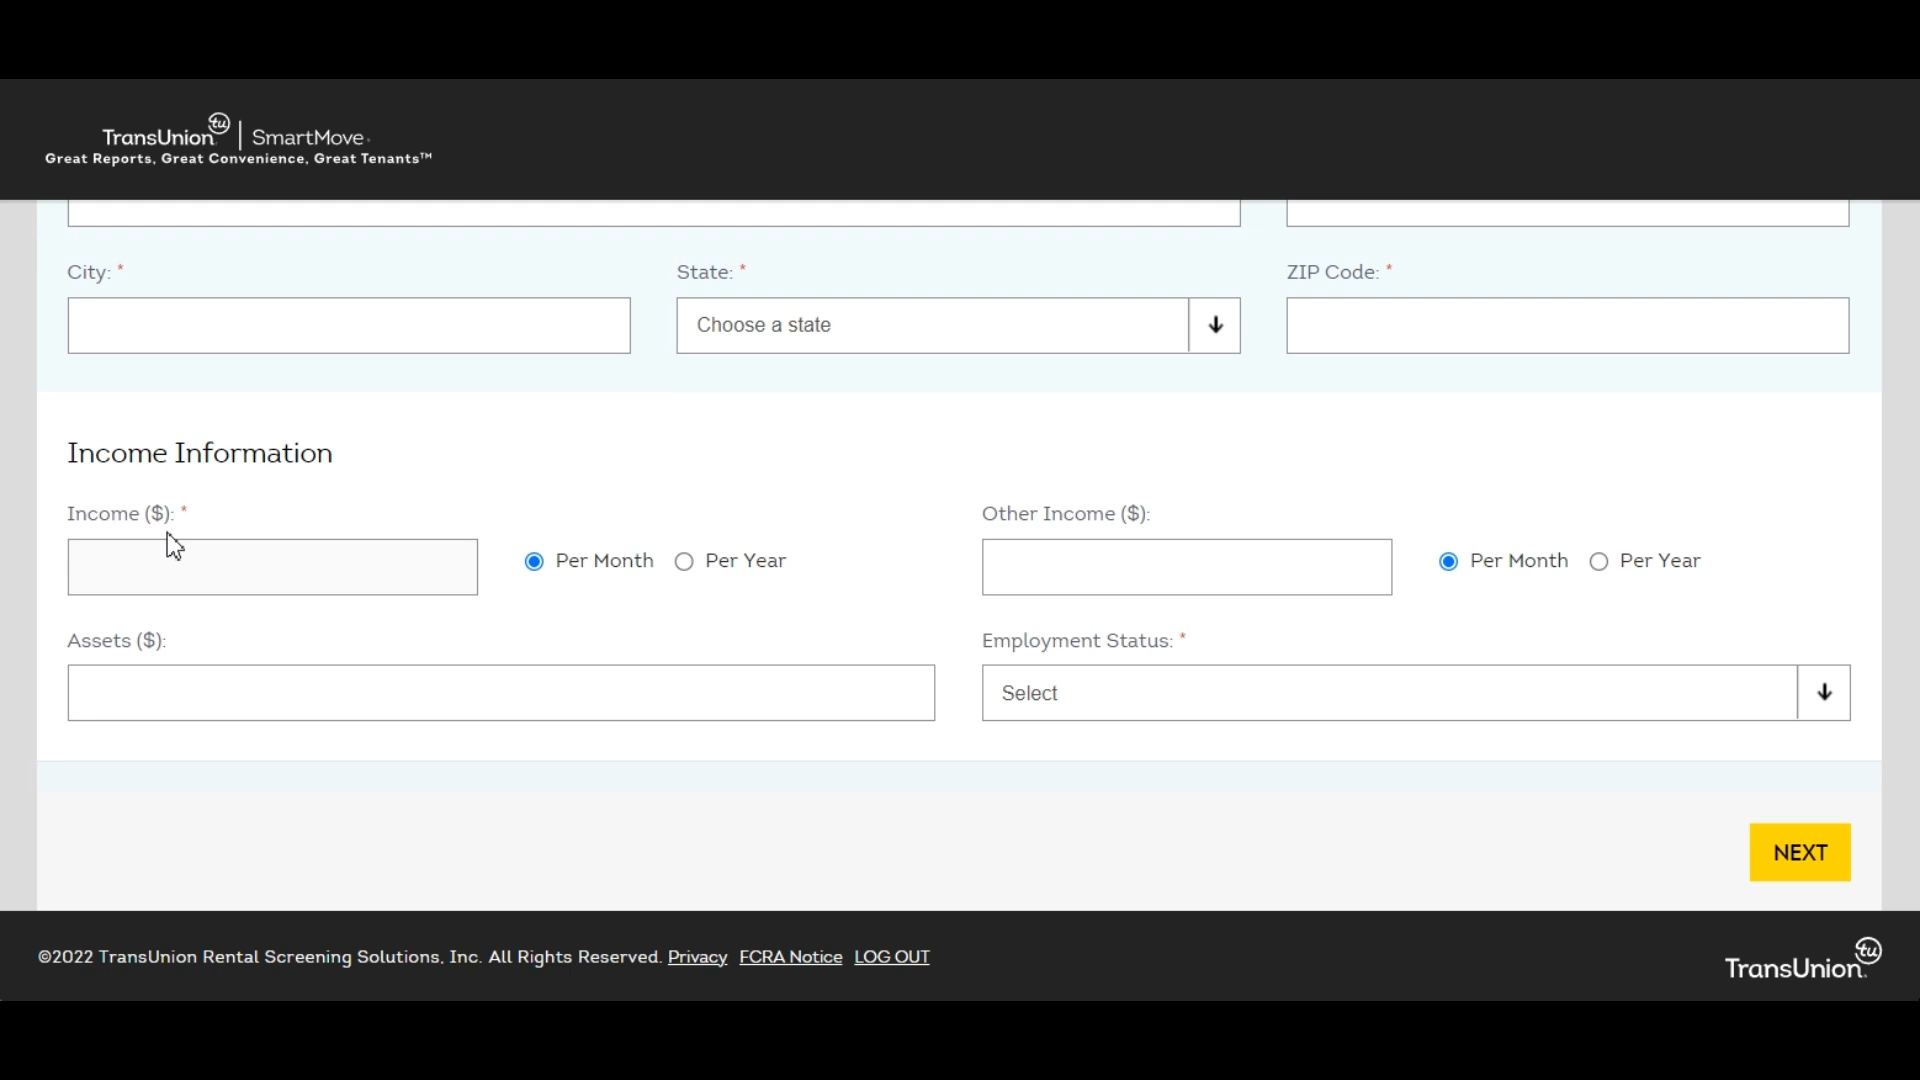 TransUnion | SmartMove
Great Reports, Great Convenience, Great Tenants™
City: * State: * ZIP Code: *
Choose a state
Income Information
Income ($): * Other Income ($):
Per Month Per Year Per Month Per Year
Assets ($): Employment Status: *
Select
NEXT
©2022 TransUnion Rental Screening Solutions, Inc. All Rights Reserved. Privacy FCRA Notice LOG OUT
tu
TransUnion